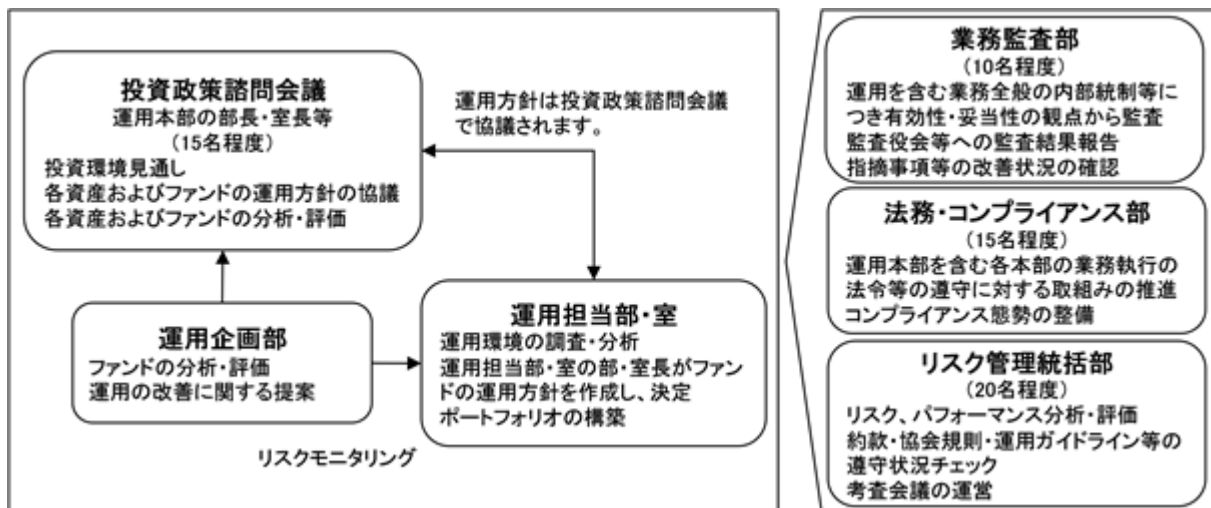 投資政策諮問会議
運用本部の部長・室長等
(15名程度)
投資環境見通し
各資産およびファンドの運用方針の協議
各資産およびファンドの分析・評価
運用方針は投資政策諮問会議
で協議されます。
運用企画部
ファンドの分析・評価
運用の改善に関する提案
運用担当部・室
運用環境の調査・分析
運用担当部・室の部・室長がファン
ドの運用方針を作成し、決定
ポートフォリオの構築
リスクモニタリング
業務監査部
(10名程度)
運用を含む業務全般の内部統制等に
つき有効性・妥当性の観点から監査
監査役会等への監査結果報告
指摘事項等の改善状況の確認
法務・コンプライアンス部
(15名程度)
運用本部を含む各本部の業務執行の
法令等の遵守に対する取組みの推進
コンプライアンス態勢の整備
リスク管理統括部
(20名程度)
リスク、パフォーマンス分析・評価
約款・協会規則・運用ガイドライン等の
遵守状況チェック
考査会議の運営